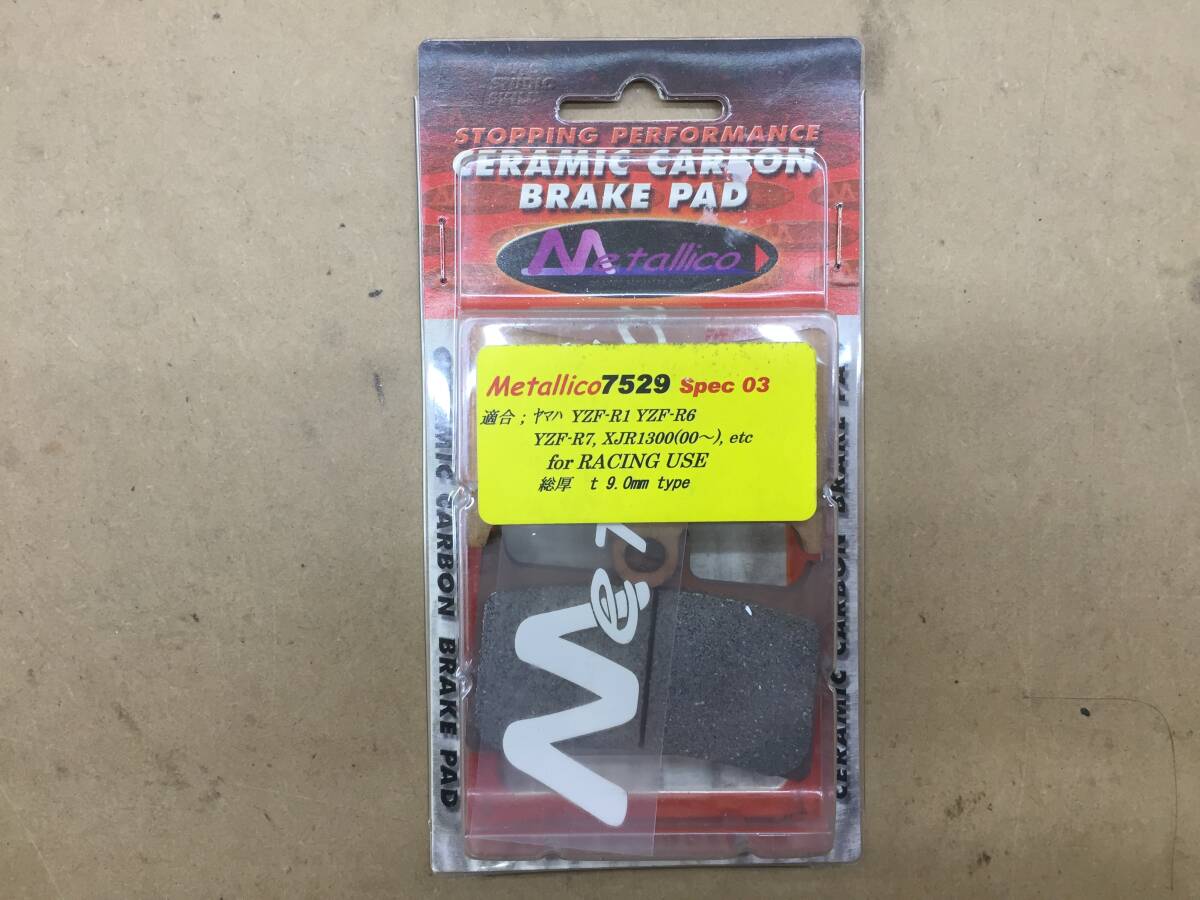 STOPPING PERFORMANCE
CERAMIC CARBON
BRAKE PAD
Metallico
Metallico7529 Spec 03
適合；ﾔﾏﾊ YZF-R1 YZF-R6
YZF-R7, XJR1300(00～), etc
for RACING USE
総厚 t 9.0mm type
CARBON BRAKE PAD
CERAMIC CARBON BRAKE PA
Me